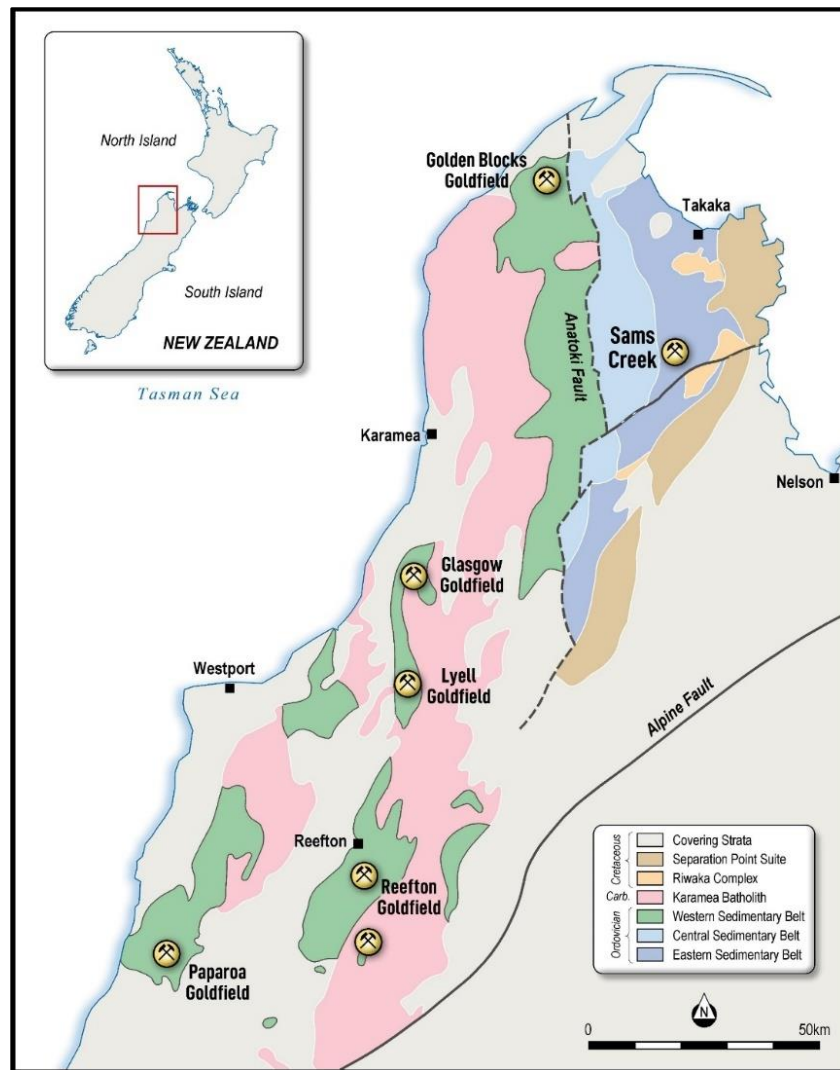 North Island
South Island
NEW ZEALAND
Tasman Sea
Golden Blocks
Goldfield
Takaka
Anatoki Fault
Sams
Creek
Karamea
Nelson
Glasgow
Goldfield
Westport
Lyell
Goldfield
Alpine Fault
Reefton
Reefton
Goldfield
Paparoa
Goldfield
Cretaceous
Covering Strata
Separation Point Suite
Riwaka Complex
Carb.
Karamea Batholith
Ordovician
Western Sedimentary Belt
Central Sedimentary Belt
Eastern Sedimentary Belt
N
0 50km